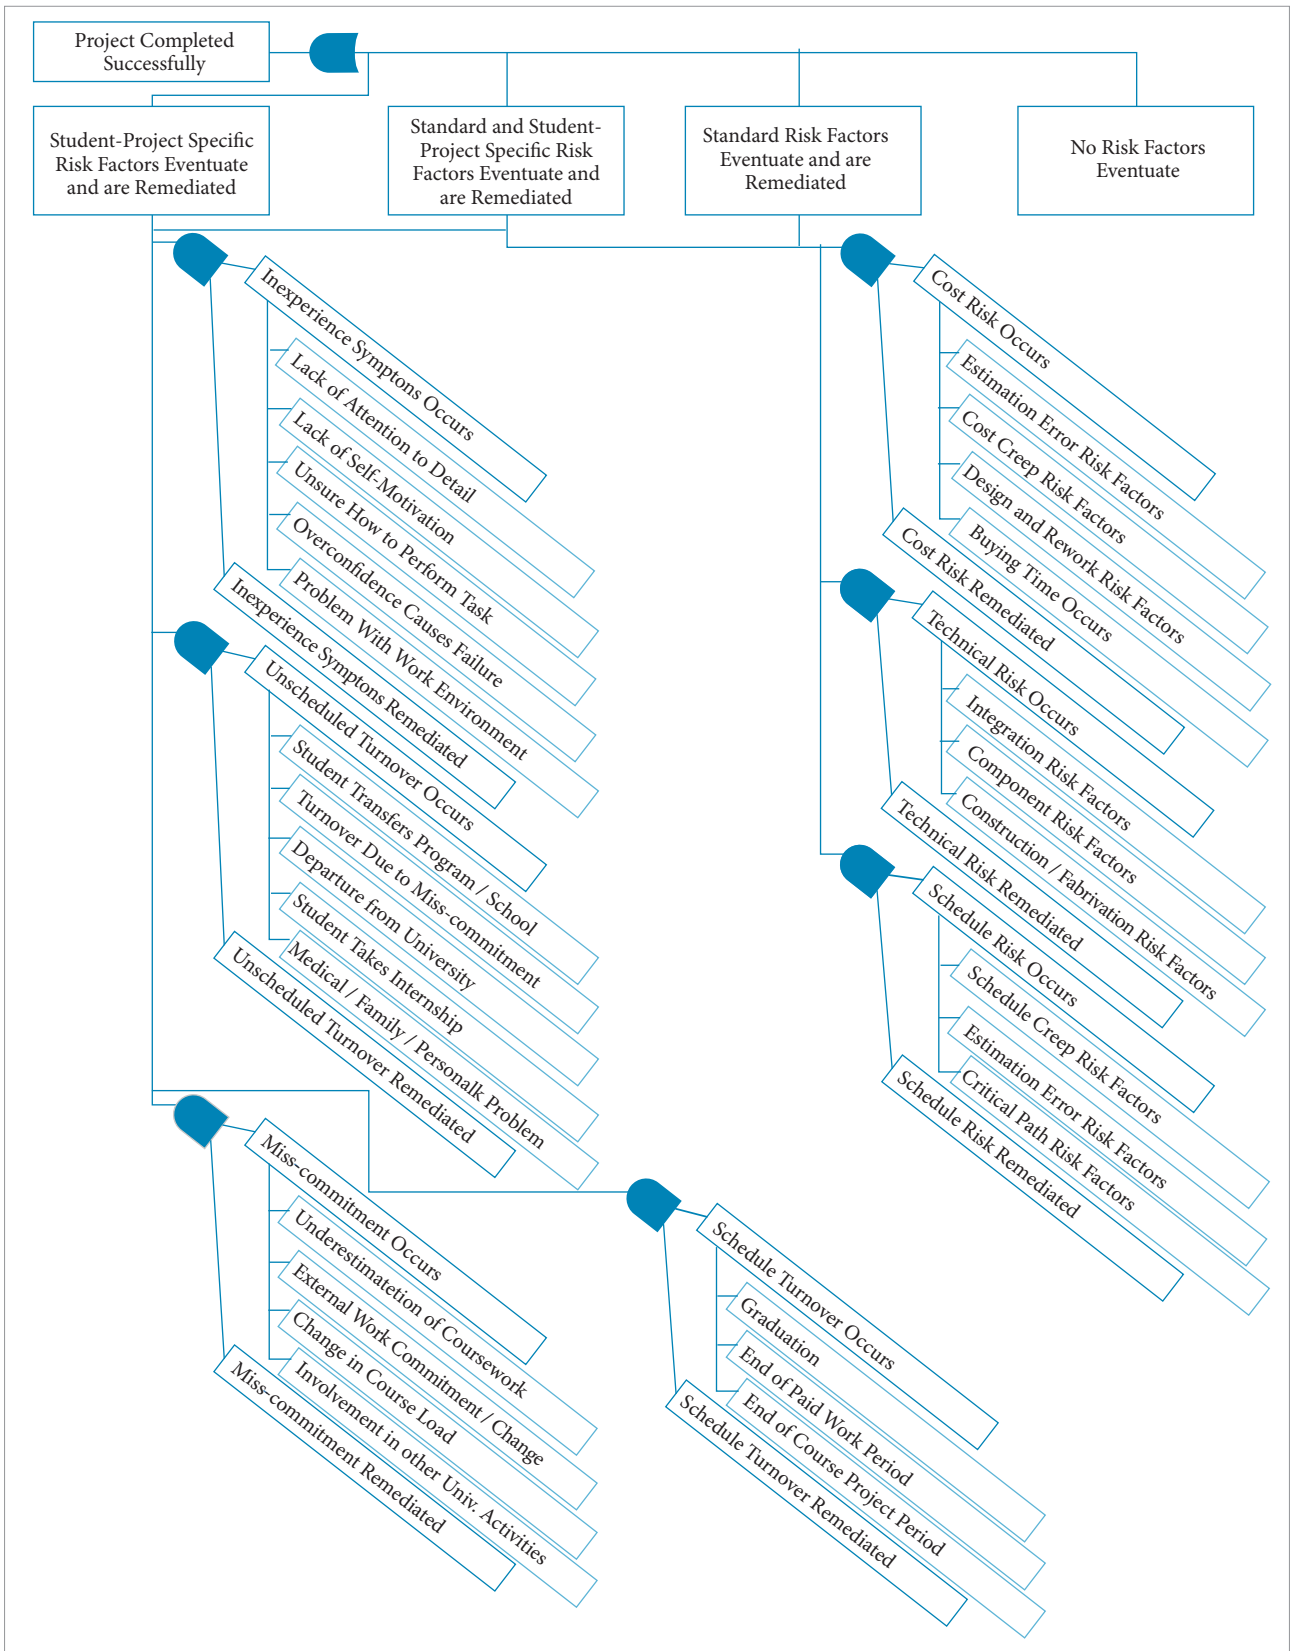 Project Completed
Successfully
Student-Project Specific
Risk Factors Eventuate
and are Remediated
Standard and Student-
Project Specific Risk
Factors Eventuate and
are Remediated
Standard Risk Factors
Eventuate and are
Remediated
No Risk Factors
Eventuate
Inexperience Symptons Occurs
Lack of Attention to Detail
Lack of Self-Motivation
Unsure How to Perform Task
Overconfidence Causes Failure
Problem With Work Environment
Inexperience Symptons Remediated
Unscheduled Turnover Occurs
Student Transfers Program / School
Turnover Due to Miss-commitment
Departure from University
Student Takes Internship
Medical / Family / Personalk Problem
Unscheduled Turnover Remediated
Miss-commitment Occurs
Underestimatetion of Coursework
External Work Commitment / Change
Change in Course Load
Involvement in other Univ. Activities
Miss-commitment Remediated
Schedule Turnover Occurs
Graduation
End of Paid Work Period
End of Course Project Period
Schedule Turnover Remediated
Cost Risk Occurs
Estimation Error Risk Factors
Cost Creep Risk Factors
Design and Rework Risk Factors
Buying Time Occurs
Cost Risk Remediated
Technical Risk Occurs
Integration Risk Factors
Component Risk Factors
Construction / Fabrivation Risk Factors
Technical Risk Remediated
Schedule Risk Occurs
Schedule Creep Risk Factors
Estimation Error Risk Factors
Critical Path Risk Factors
Schedule Risk Remediated